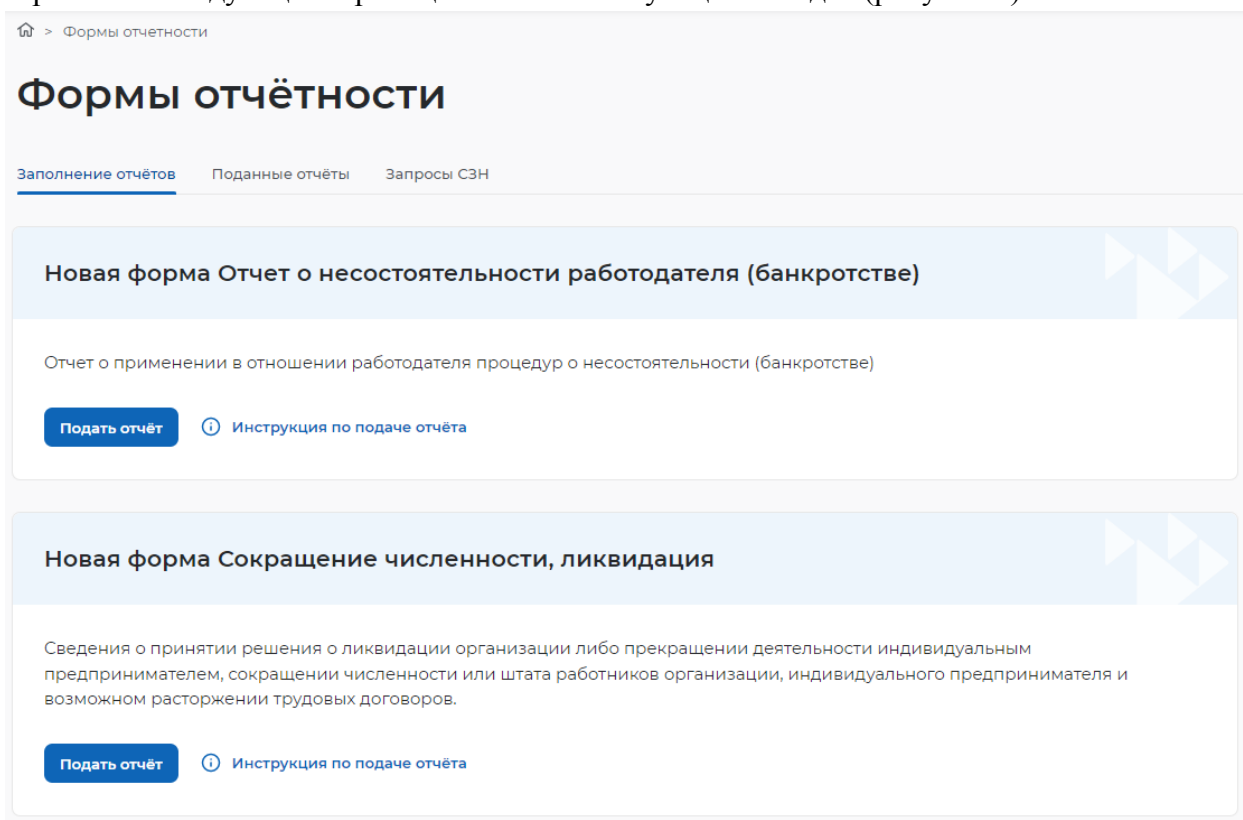 > Формы отчетности
Формы отчётности
Заполнение отчётов Поданные отчёты Запросы СЗН
Новая форма Отчет о несостоятельности работодателя (банкротстве)
Отчет о применении в отношении работодателя процедур о несостоятельности (банкротстве)
Подать отчёт Инструкция по подаче отчёта
Новая форма Сокращение численности, ликвидация
Сведения о принятии решения о ликвидации организации либо прекращении деятельности индивидуальным
предпринимателем, сокращении численности или штата работников организации, индивидуального предпринимателя и
возможном расторжении трудовых договоров.
Подать отчёт Инструкция по подаче отчёта